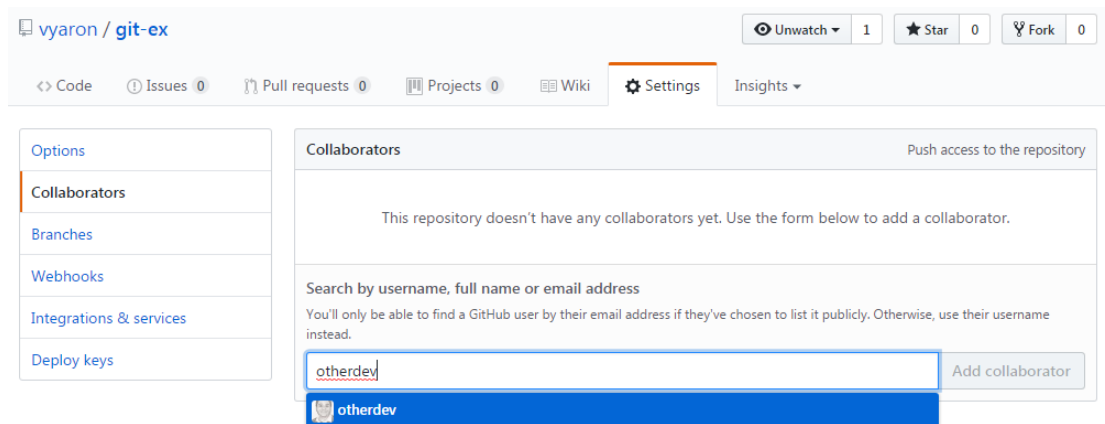 vyaron / git-ex
Unwatch 1 Star 0 Fork 0
Code Issues 0 Pull requests 0 Projects 0 Wiki Settings Insights
Options
Collaborators
Branches
Webhooks
Integrations & services
Deploy keys
Collaborators Push access to the repository
This repository doesn't have any collaborators yet. Use the form below to add a collaborator.
Search by username, full name or email address
You'll only be able to find a GitHub user by their email address if they've chosen to list it publicly. Otherwise, use their username
instead.
otherdev Add collaborator
otherdev